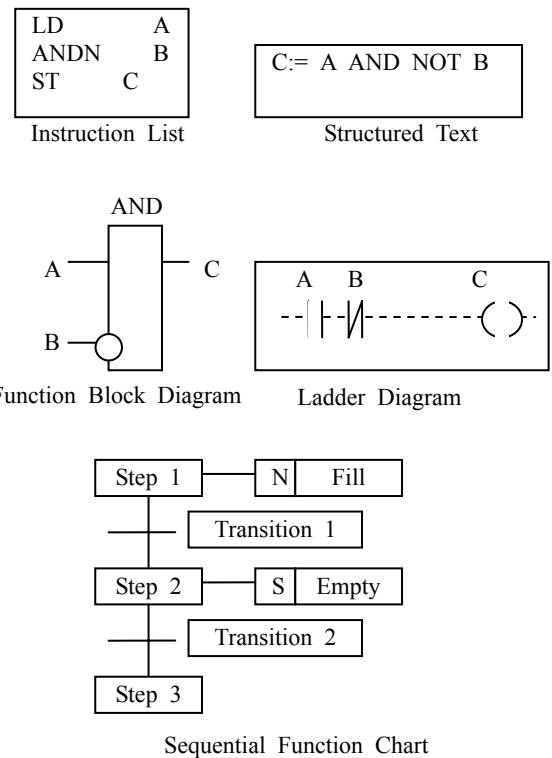 LD A
ANDN B
ST C
Instruction List
C:= A AND NOT B
Structured Text
AND
A C
B
Function Block Diagram
A B C
Ladder Diagram
Step 1 N Fill
Transition 1
Step 2 S Empty
Transition 2
Step 3
Sequential Function Chart